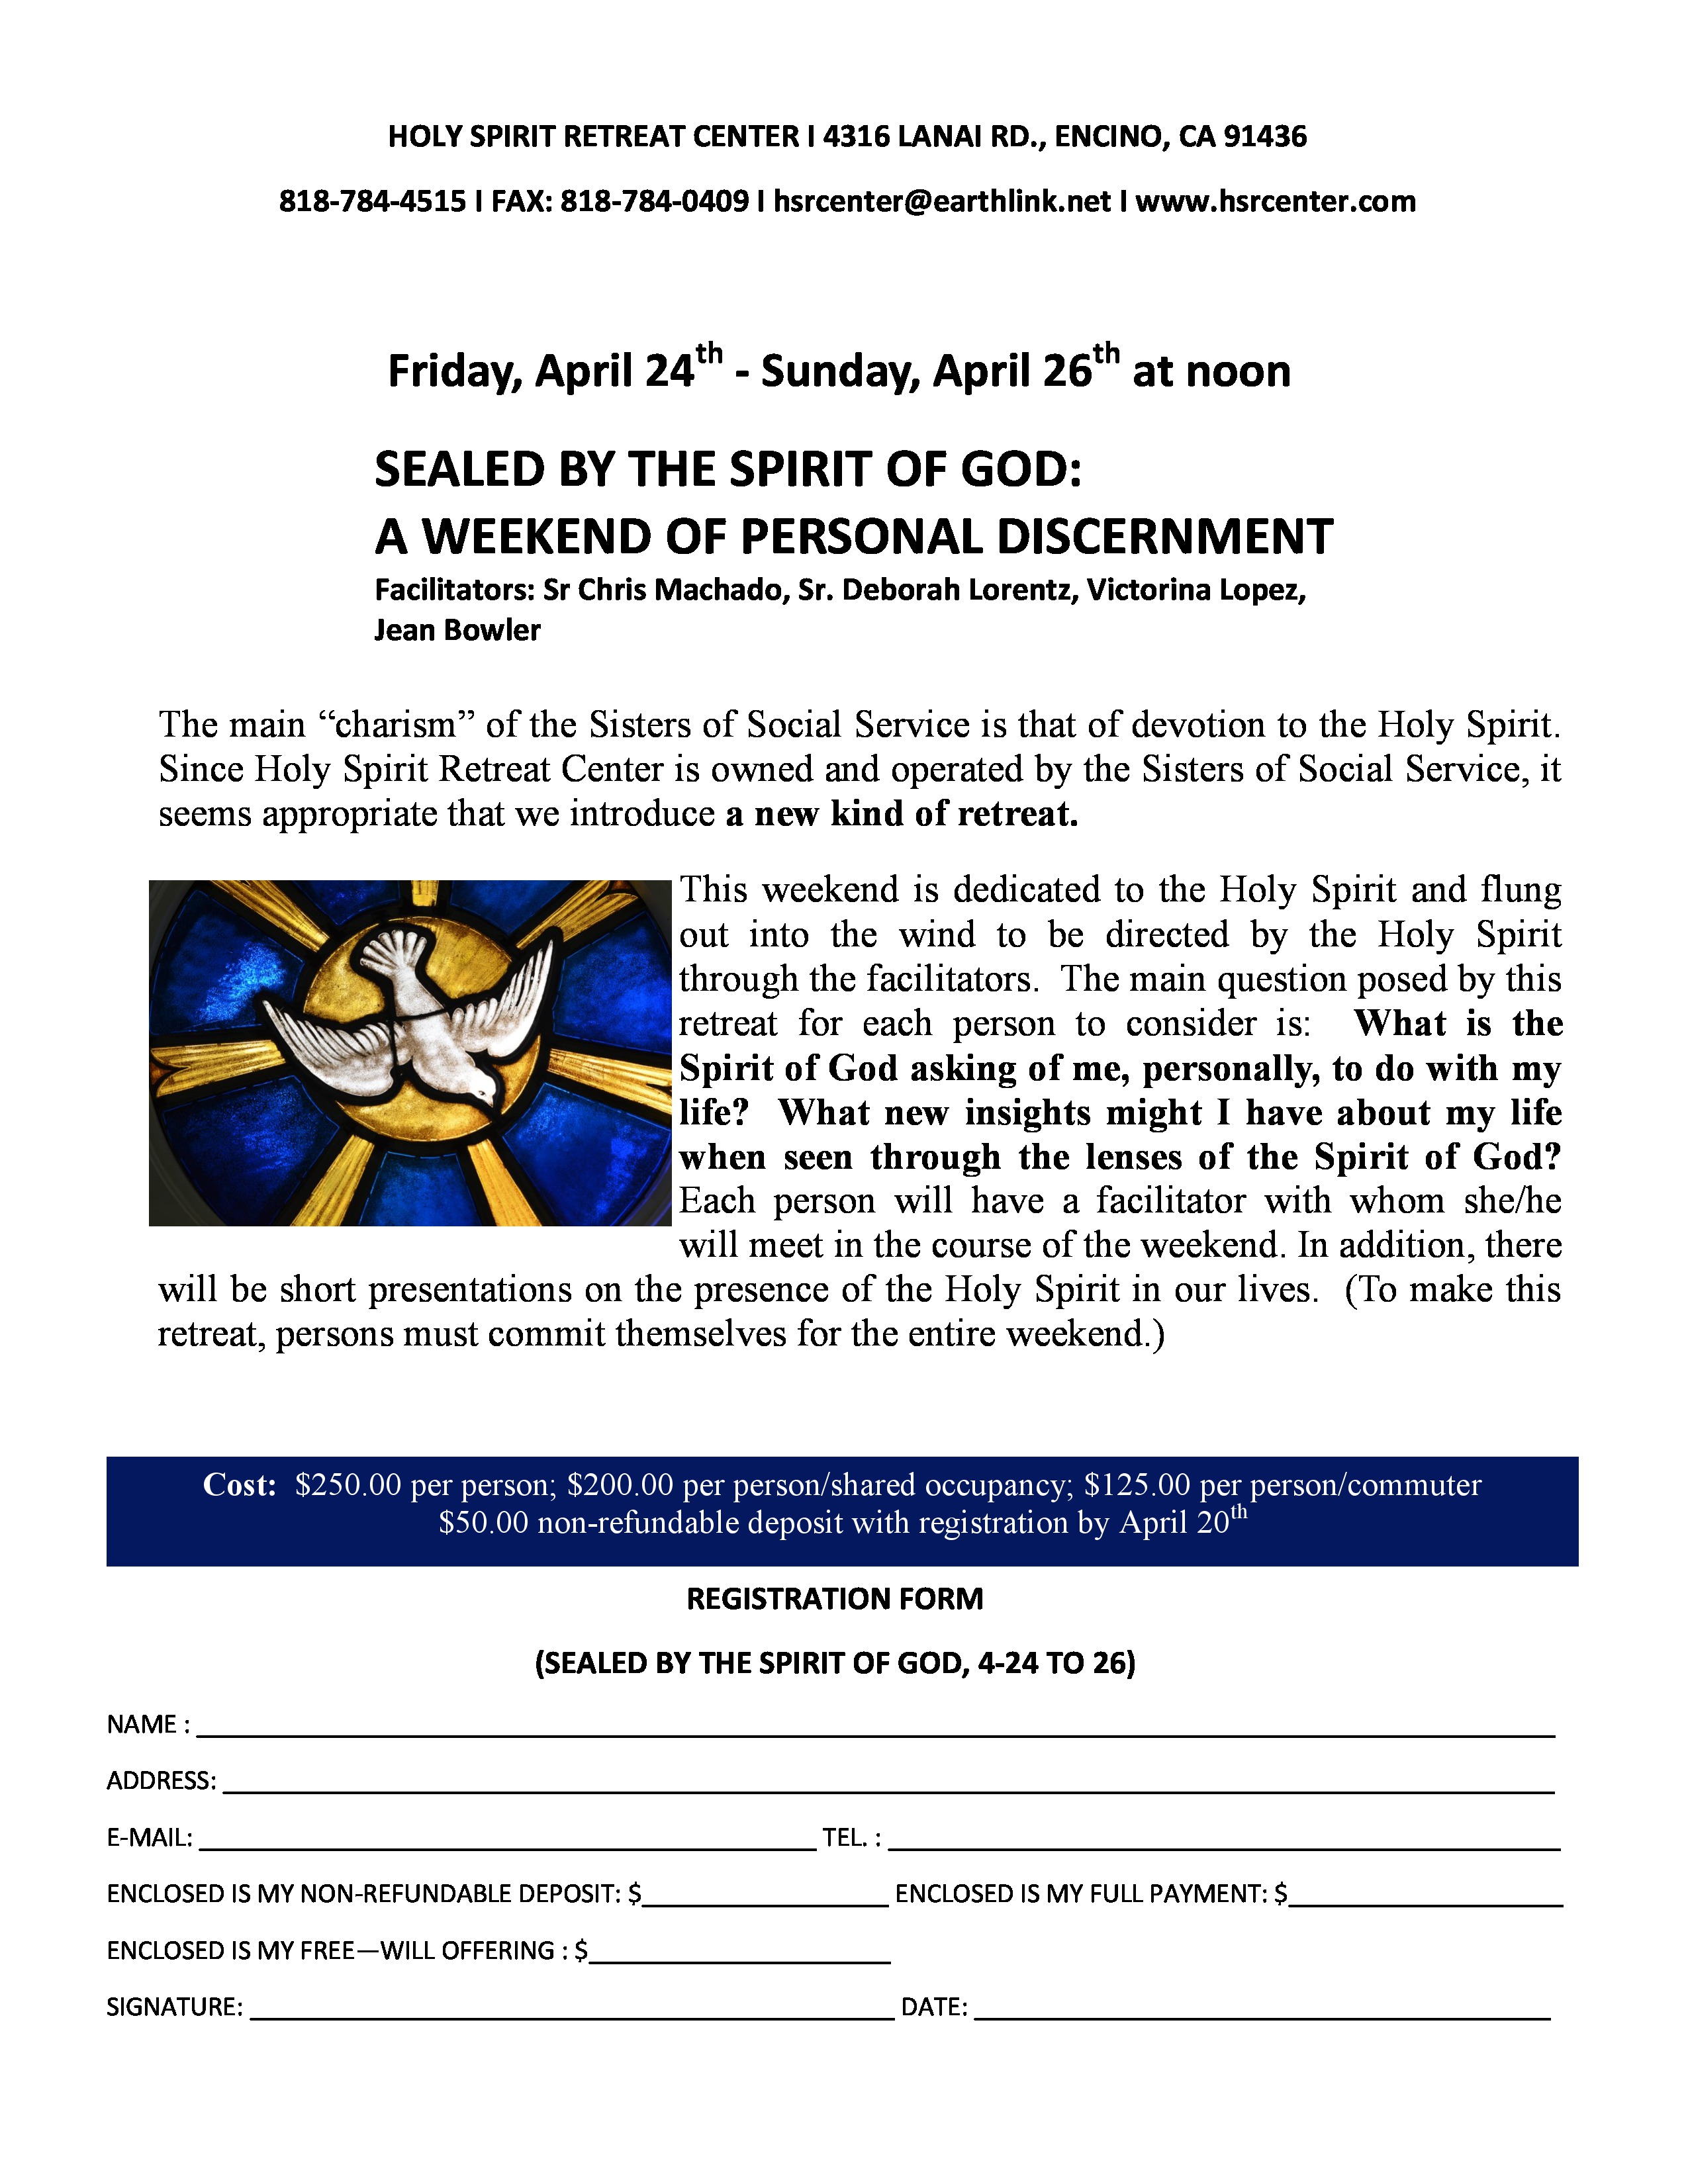 HOLY SPIRIT RETREAT CENTER I 4316 LANAI RD., ENCINO, CA 91436
818-784-4515 I FAX: 818-784-0409 I hsrcenter@earthlink.net I www.hsrcenter.com
Friday, April 24th - Sunday, April 26th at noon
SEALED BY THE SPIRIT OF GOD:
A WEEKEND OF PERSONAL DISCERNMENT
Facilitators: Sr Chris Machado, Sr. Deborah Lorentz, Victorina Lopez,
Jean Bowler
The main “charism” of the Sisters of Social Service is that of devotion to the Holy Spirit.
Since Holy Spirit Retreat Center is owned and operated by the Sisters of Social Service, it
seems appropriate that we introduce a new kind of retreat.
This weekend is dedicated to the Holy Spirit and flung
out into the wind to be directed by the Holy Spirit
through the facilitators. The main question posed by this
retreat for each person to consider is: What is the
Spirit of God asking of me, personally, to do with my
life? What new insights might I have about my life
when seen through the lenses of the Spirit of God?
Each person will have a facilitator with whom she/he
will meet in the course of the weekend. In addition, there
will be short presentations on the presence of the Holy Spirit in our lives. (To make this
retreat, persons must commit themselves for the entire weekend.)
Cost: $250.00 per person; $200.00 per person/shared occupancy; $125.00 per person/commuter
$50.00 non-refundable deposit with registration by April 20th
REGISTRATION FORM
(SEALED BY THE SPIRIT OF GOD, 4-24 TO 26)
NAME :
ADDRESS:
E-MAIL: TEL. :
ENCLOSED IS MY NON-REFUNDABLE DEPOSIT: $ ENCLOSED IS MY FULL PAYMENT: $
ENCLOSED IS MY FREE—WILL OFFERING : $
SIGNATURE: DATE: